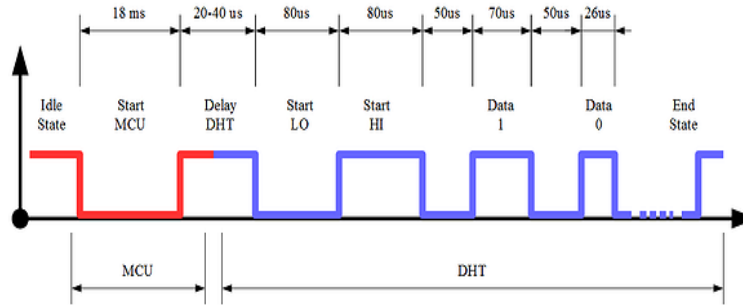 18 ms 20-40 us 80us 80us 50us 70us 50us 26us
Idle Start Delay Start Start Data Data End
State MCU DHT LO HI 1 0 State
MCU DHT